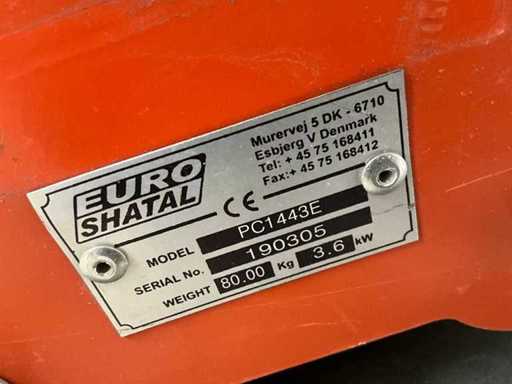 EURO
SHATAL
Murervej 5 DK - 6710
Esbjerg V Denmark
Tel: + 45 75 168411
Fax:+ 45 75 168412
CE
MODEL PC1443E
SERIAL No. 190305
WEIGHT 80.00 Kg 3.6 kW